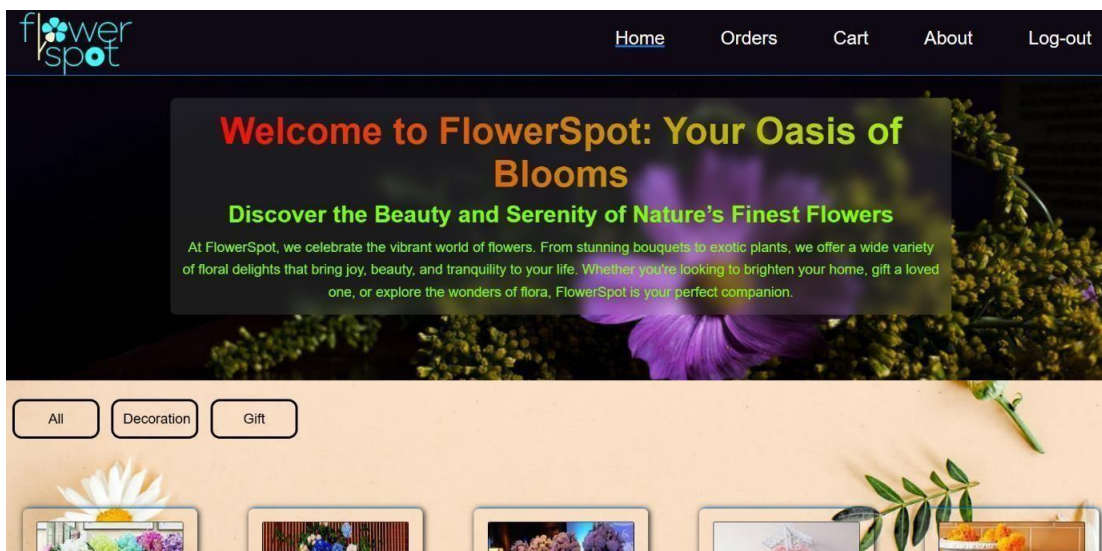 flower
spot
Home Orders Cart About Log-out
Welcome to FlowerSpot: Your Oasis of
Blooms
Discover the Beauty and Serenity of Nature’s Finest Flowers
At FlowerSpot, we celebrate the vibrant world of flowers. From stunning bouquets to exotic plants, we offer a wide variety
of floral delights that bring joy, beauty, and tranquility to your life. Whether you're looking to brighten your home, gift a loved
one, or explore the wonders of flora, FlowerSpot is your perfect companion.
All Decoration Gift